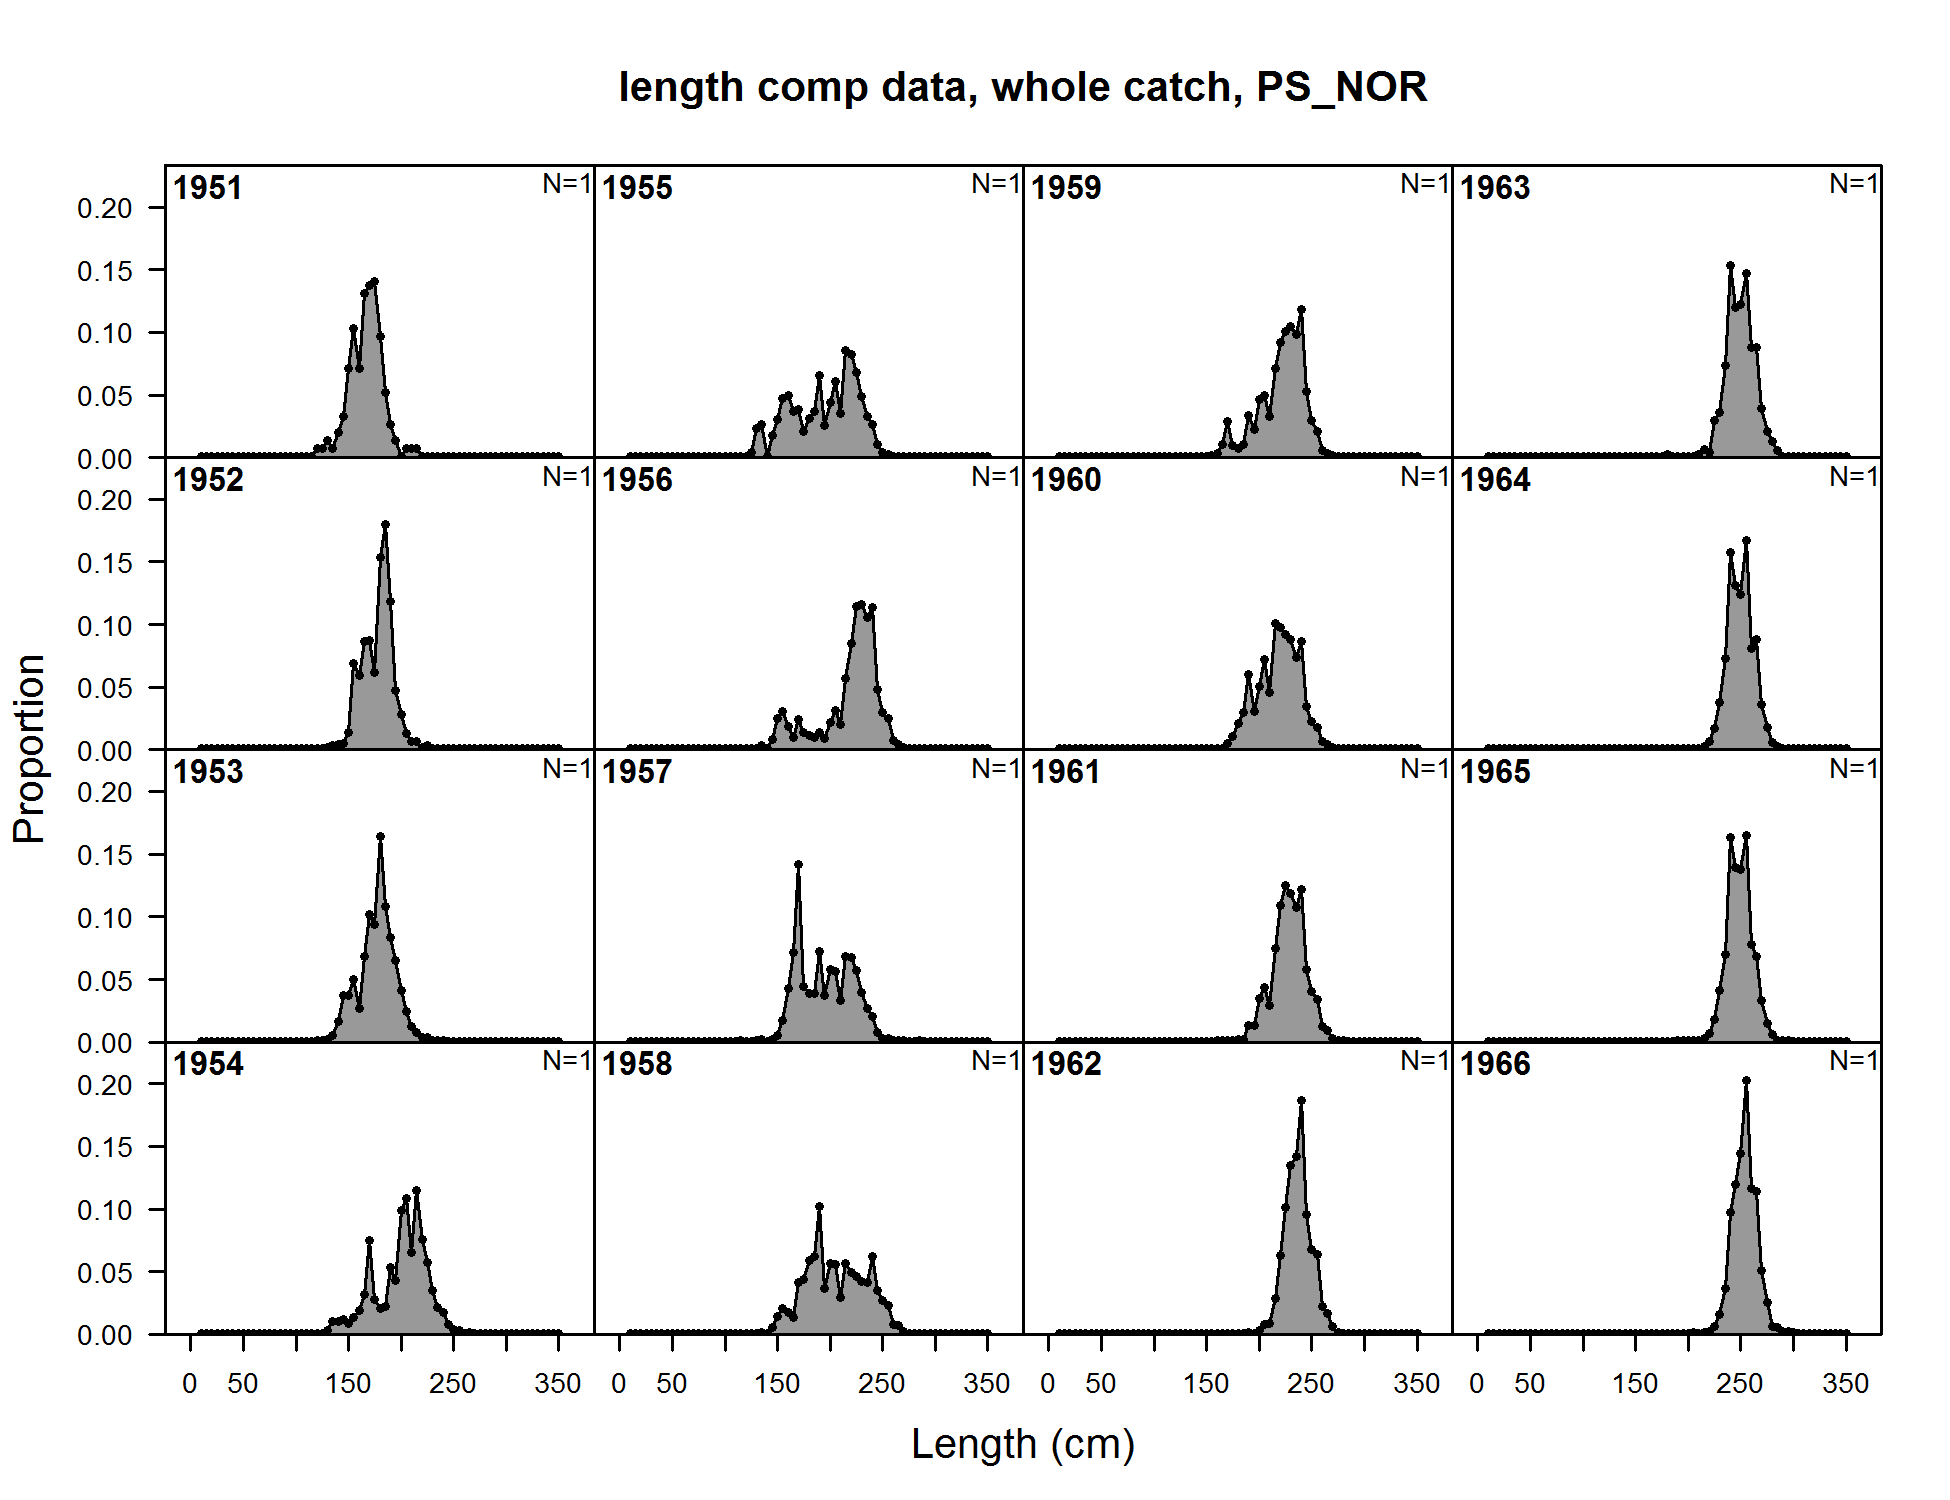 length comp data, whole catch, PS_NOR
1951 N=1 1955 N=1 1959 N=1 1963 N=1
0.20
0.15
0.10
0.05
0.00
1952 N=1 1956 N=1 1960 N=1 1964 N=1
0.20
0.15
0.10
0.05
0.00
1953 N=1 1957 N=1 1961 N=1 1965 N=1
0.20
0.15
0.10
0.05
0.00
1954 N=1 1958 N=1 1962 N=1 1966 N=1
0.20
0.15
0.10
0.05
0.00
Proportion
0 50 150 250 350 0 50 150 250 350 0 50 150 250 350 0 50 150 250 350
Length (cm)